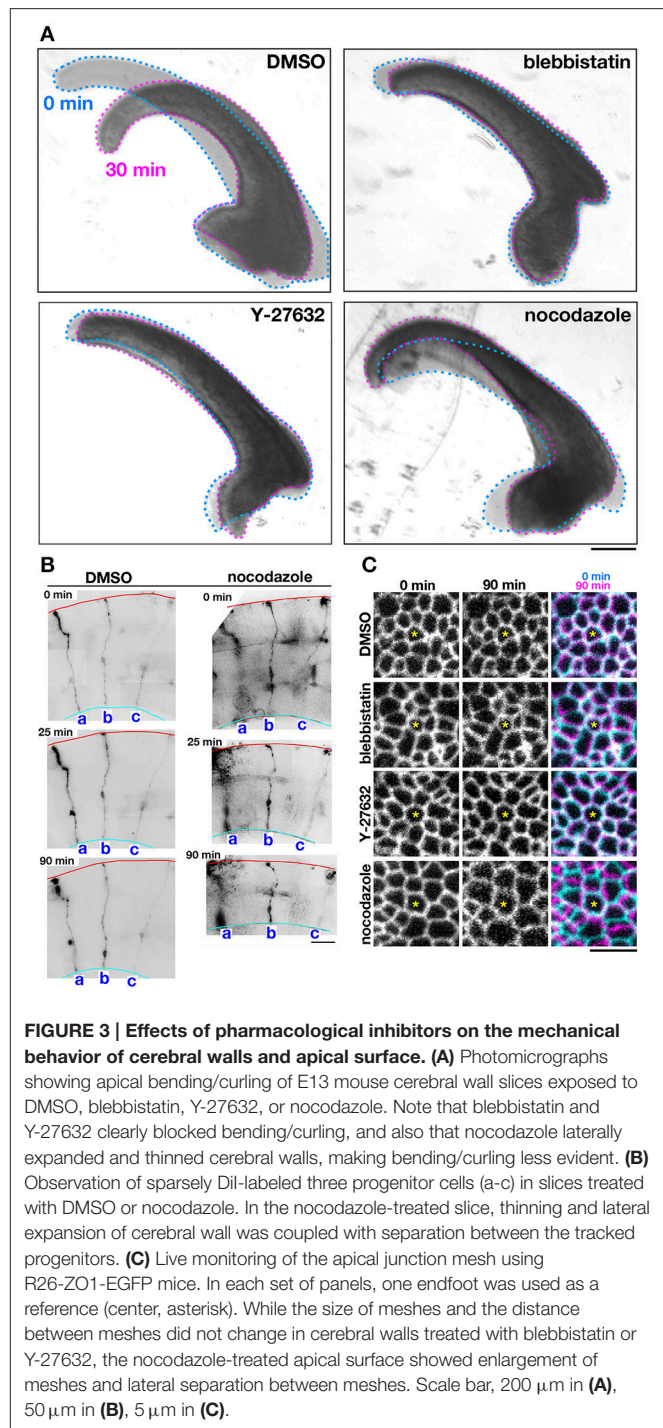 A
DMSO
0 min
30 min
blebbistatin
Y-27632
nocodazole
B
DMSO
nocodazole
0 min
a b c
0 min
a b c
25 min
a b c
25 min
a b c
90 min
a b c
90 min
a b c
C
0 min
90 min
0 min
90 min
DMSO
*
*
*
blebbistatin
*
*
*
Y-27632
*
*
*
nocodazole
*
*
*
FIGURE 3 | Effects of pharmacological inhibitors on the mechanical
behavior of cerebral walls and apical surface. (A) Photomicrographs
showing apical bending/curling of E13 mouse cerebral wall slices exposed to
DMSO, blebbistatin, Y-27632, or nocodazole. Note that blebbistatin and
Y-27632 clearly blocked bending/curling, and also that nocodazole laterally
expanded and thinned cerebral walls, making bending/curling less evident. (B)
Observation of sparsely DiI-labeled three progenitor cells (a-c) in slices treated
with DMSO or nocodazole. In the nocodazole-treated slice, thinning and lateral
expansion of cerebral wall was coupled with separation between the tracked
progenitors. (C) Live monitoring of the apical junction mesh using
R26-ZO1-EGFP mice. In each set of panels, one endfoot was used as a
reference (center, asterisk). While the size of meshes and the distance
between meshes did not change in cerebral walls treated with blebbistatin or
Y-27632, the nocodazole-treated apical surface showed enlargement of
meshes and lateral separation between meshes. Scale bar, 200 μm in (A),
50 μm in (B), 5 μm in (C).